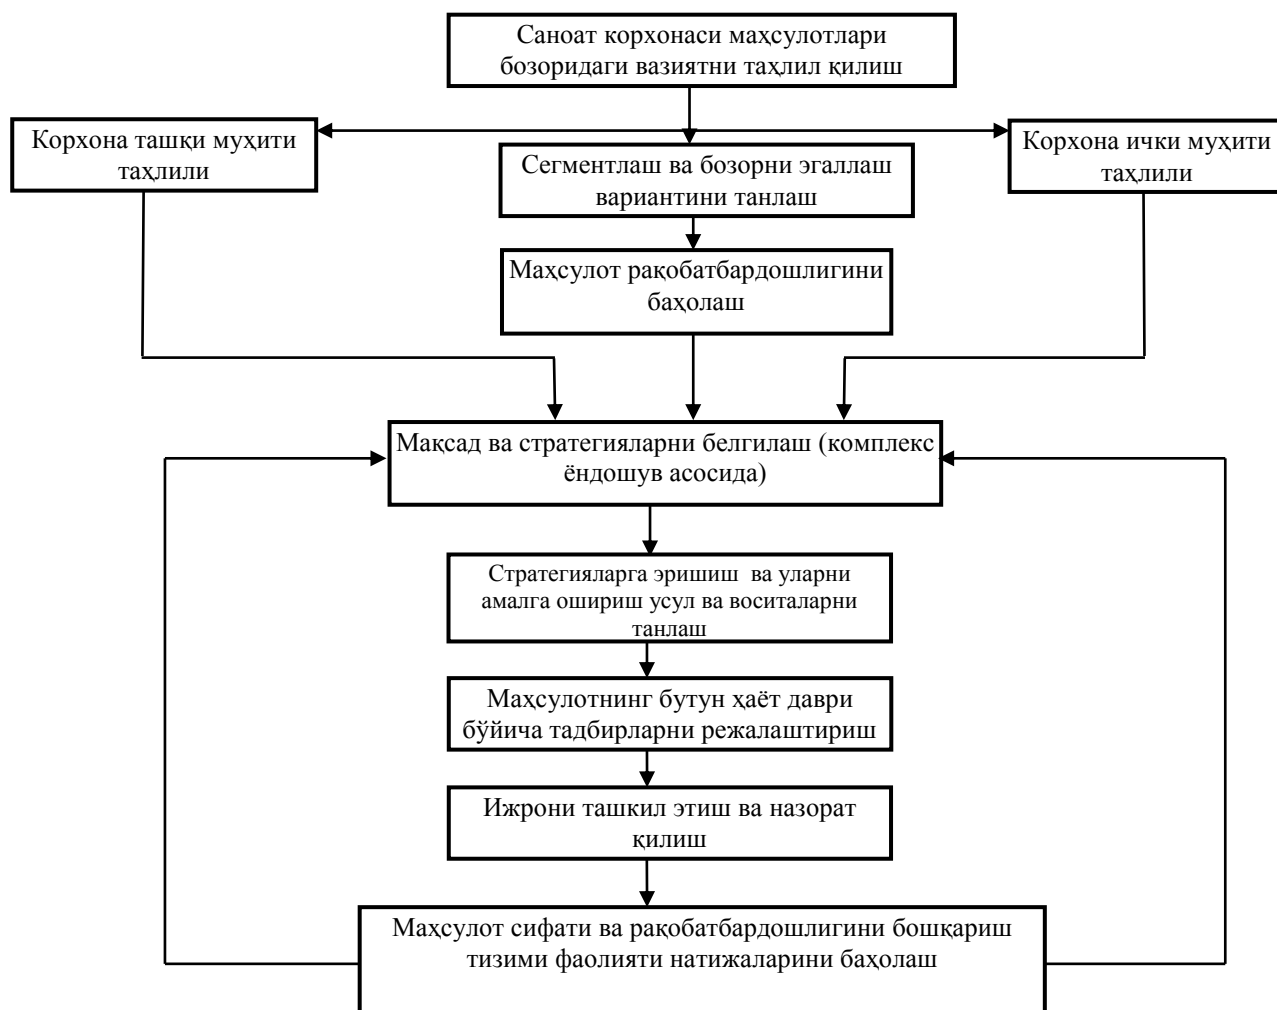 Саноат корхонаси маҳсулотлари
бозоридаги вазиятни таҳлил қилиш
Корхона ташқи муҳити
таҳлили
Сегментлаш ва бозорни эгаллаш
вариантини танлаш
Корхона ички муҳити
таҳлили
Маҳсулот рақобатбардошлигини
баҳолаш
Мақсад ва стратегияларни белгилаш (комплекс
ёндошув асосида)
Стратегияларга эришиш ва уларни
амалга ошириш усул ва воситаларни
танлаш
Маҳсулотнинг бутун ҳаёт даври
бўйича тадбирларни режалаштириш
Ижрони ташкил этиш ва назорат
қилиш
Маҳсулот сифати ва рақобатбардошлигини бошқариш
тизими фаолияти натижаларини баҳолаш